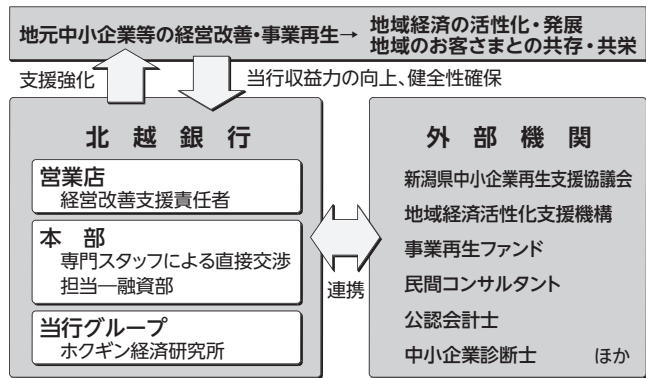 地元中小企業等の経営改善・事業再生→ 地域経済の活性化・発展
地域のお客さまとの共存・共栄
支援強化
当行収益力の向上、健全性確保
北越銀行
営業店
経営改善支援責任者
本部
専門スタッフによる直接交渉
担当―融資部
当行グループ
ホクギン経済研究所
連携
外部機関
新潟県中小企業再生支援協議会
地域経済活性化支援機構
事業再生ファンド
民間コンサルタント
公認会計士
中小企業診断士 ほか